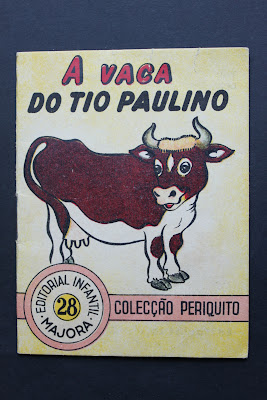 A VACA
DO TIO PAULINO
EDITORIAL INFANTIL
28
MAJORA
COLECÇÃO PERIQUITO